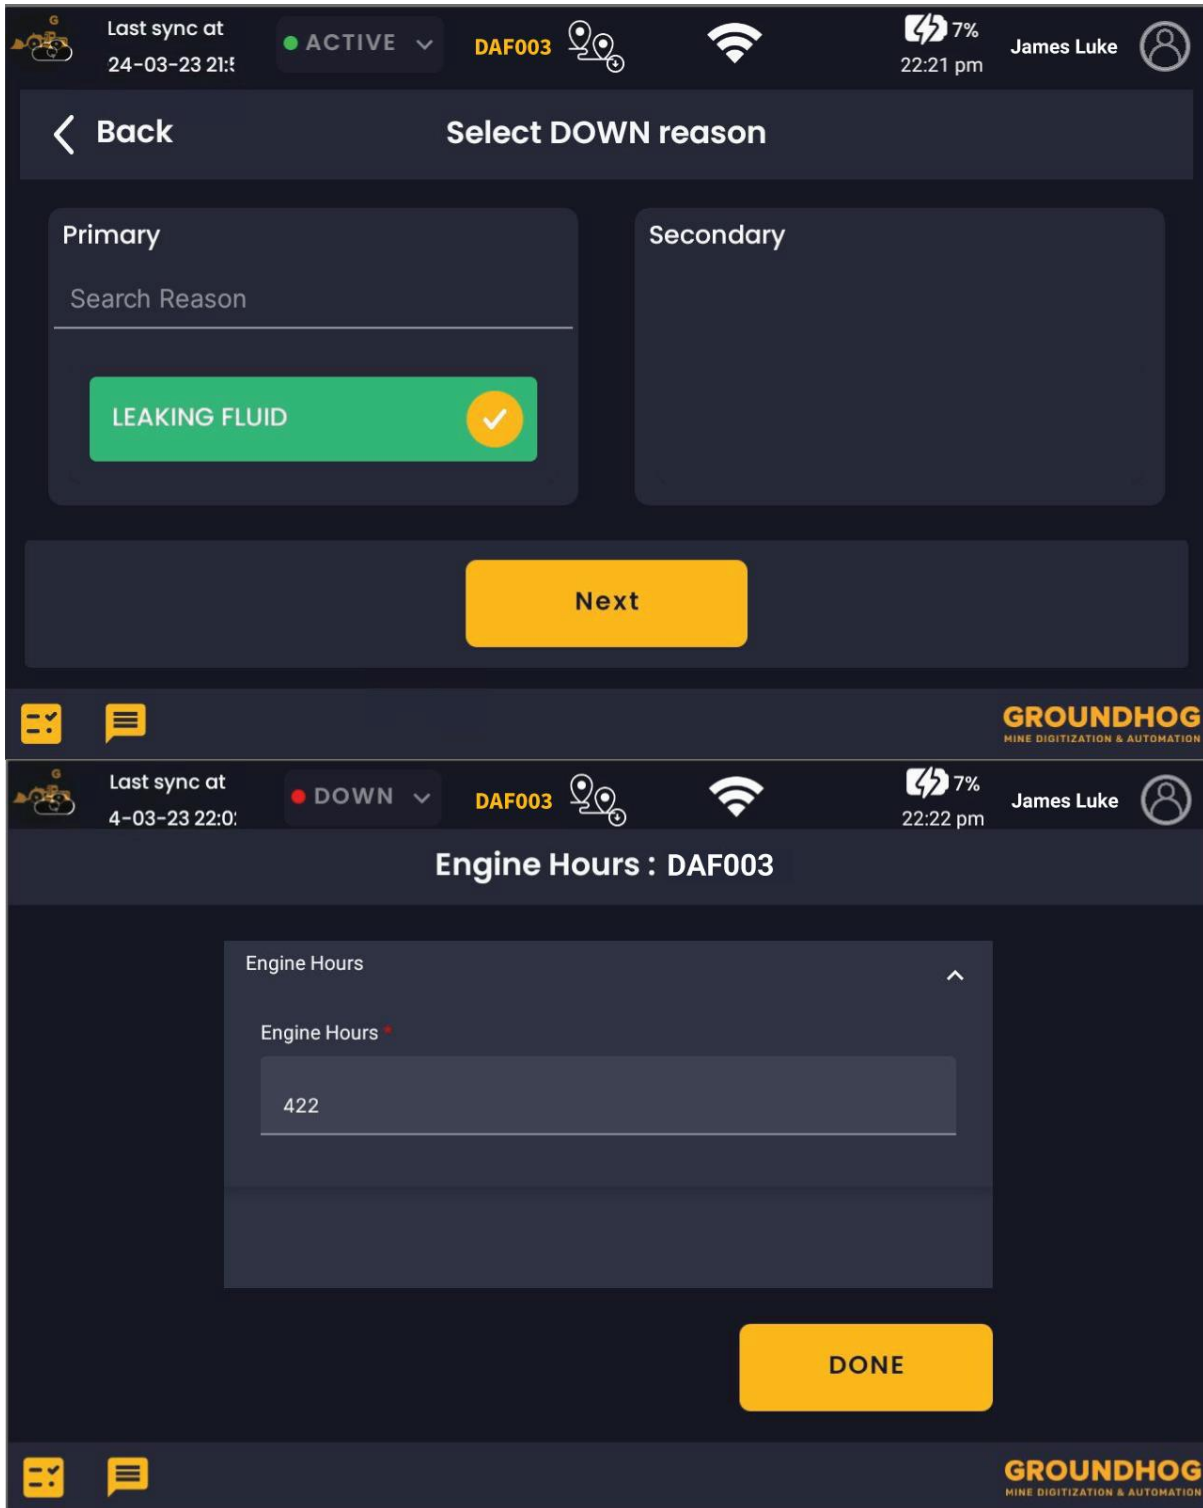 G
Last sync at
24-03-23 21:5
ACTIVE
DAF003
7%
22:21 pm
James Luke
Back
Select DOWN reason
Primary
Search Reason
LEAKING FLUID
Secondary
Next
GROUNDHOG
MINE DIGITIZATION & AUTOMATION
G
Last sync at
4-03-23 22:0
DOWN
DAF003
7%
22:22 pm
James Luke
Engine Hours : DAF003
Engine Hours
Engine Hours *
422
DONE
GROUNDHOG
MINE DIGITIZATION & AUTOMATION